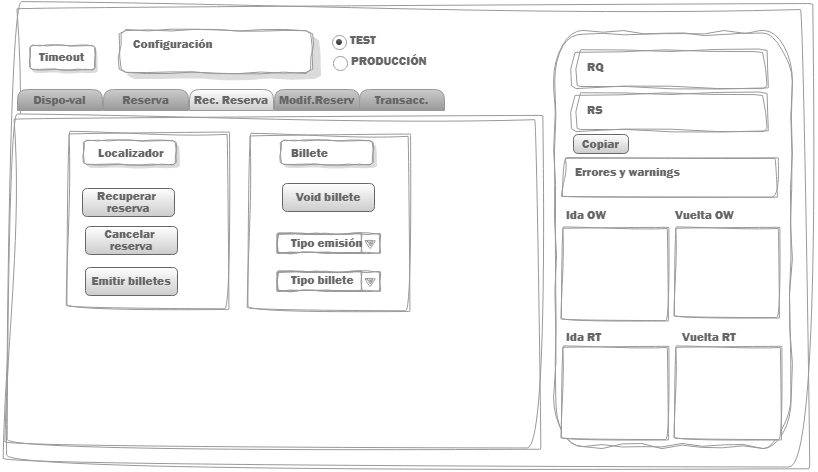 Timeout
Configuración
TEST
PRODUCCIÓN
Dispo-val
Reserva
Rec. Reserva
Modif.Reserv
Transacc.
Localizador
Recuperar
reserva
Cancelar
reserva
Emitir billetes
Billete
Void billete
Tipo emisión
Tipo billete
RQ
RS
Copiar
Errores y warnings
Ida OW
Vuelta OW
Ida RT
Vuelta RT